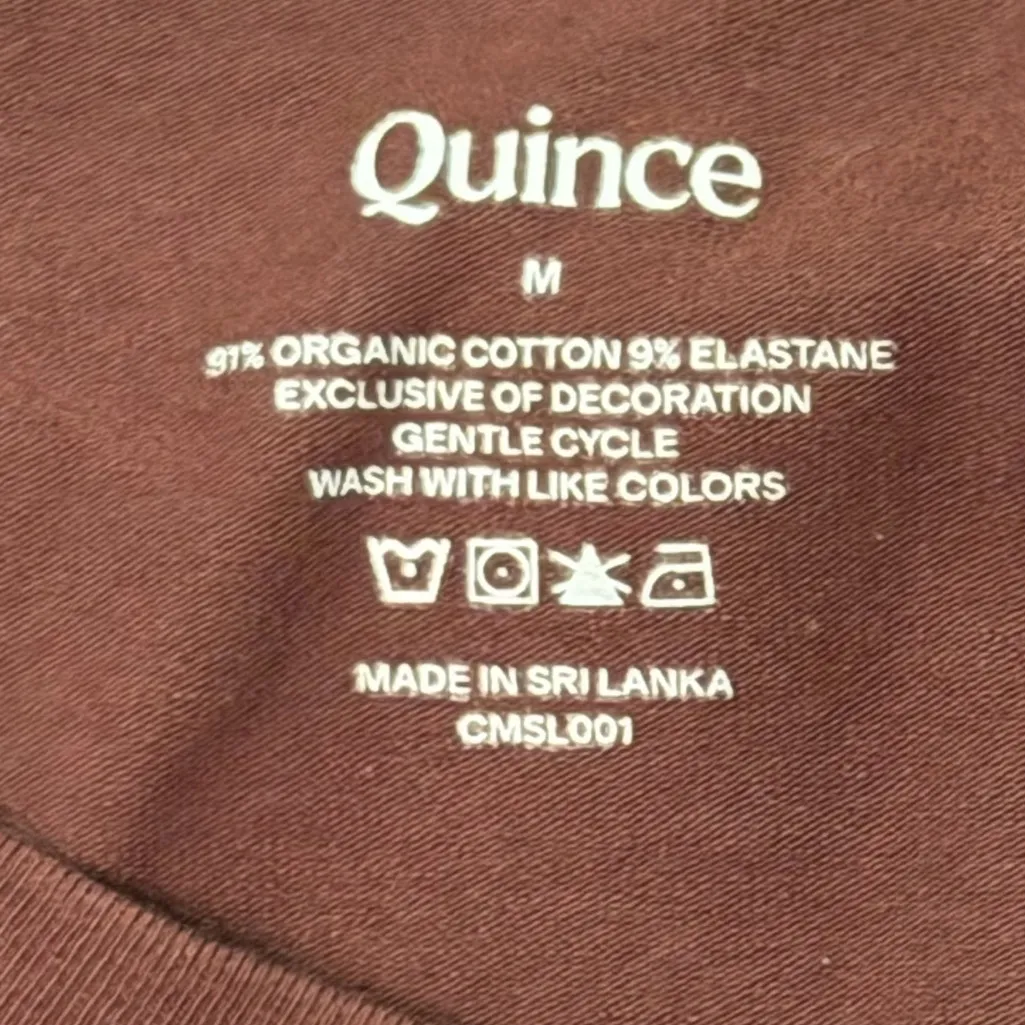 Quince
M
91% ORGANIC COTTON 9% ELASTANE
EXCLUSIVE OF DECORATION
GENTLE CYCLE
WASH WITH LIKE COLORS
MADE IN SRI LANKA
CMSL001